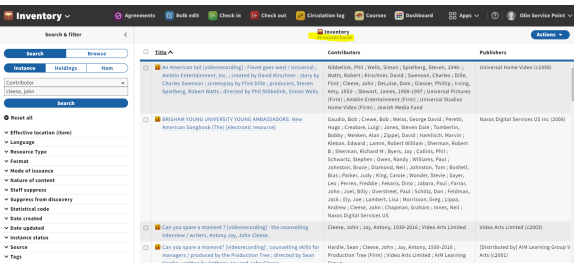 Inventory
Agreements
Bulk edit
Check in
Check out
Circulation log
Courses
Dashboard
Apps
Olin Service Point
Search & filter
Inventory
records found
Actions
Search
Browse
Instance
Holdings
Item
Contributor
cleese, john
Search
Reset all
Effective location (item)
Language
Resource Type
Format
Mode of issuance
Nature of content
Staff suppress
Suppress from discovery
Statistical code
Date created
Date updated
Instance status
Source
Tags
Title
Contributors
Publishers
An American tail [videorecording] : Fievel goes west / Universal ;
Amblin Entertainment, Inc. ; created by David Kirschner ; story by
Charles Swenson ; screenplay by Flint Dille ; producers, Steven
Spielberg, Robert Watts ; directed by Phil Nibbelink, Simon Wells.
Nibbelink, Phil ; Wells, Simon ; Spielberg, Steven, 1946- ;
Watts, Robert ; Kirschner, David ; Swenson, Charles ; Dille,
Flint ; Cleese, John ; DeLuise, Dom ; Glasser, Phillip ; Irving,
Amy, 1953- ; Stewart, James, 1908-1997 ; Universal Pictures
(Firm) ; Amblin Entertainment (Firm) ; Universal Studios
Home Video (Firm) ; Jewish Media Fund
Universal Home Video (c1998)
BRIGHAM YOUNG UNIVERSITY YOUNG AMBASSADORS: New
American Songbook (The) [electronic resource]
Gaudio, Bob ; Crewe, Bob ; Weiss, George David ; Peretti,
Hugo ; Creatore, Luigi ; Jones, Steven Dale ; Tomberlin,
Bobby ; Menken, Alan ; Zippel, David ; Hamlisch, Marvin ;
Kleban, Edward ; Lamm, Robert William ; Sherman, Robert
B ; Sherman, Richard M ; Byers, Joy ; Collins, Phil ;
Schwartz, Stephen ; Owen, Randy ; Williams, Paul ;
Johnston, Bruce ; Diamond, Neil ; Johnston, Tom ; Boshell,
Bias ; Parker, Judy ; King, Carole ; Wonder, Stevie ; Sayer,
Leo ; Perren, Freddie ; Fekaris, Dino ; Jabara, Paul ; Farrar,
John ; Joel, Billy ; Overstreet, Paul ; Schlitz, Don ; Feldman,
Jack ; Ely, Joe ; Lambert, Lisa ; Morrison, Greg ; Lippa,
Andrew ; Cleese, John ; Chapman, Graham ; Innes, Neil ;
Naxos Digital Services US
Naxos Digital Services US Inc (2008)
Can you spare a moment ? [videorecording] : the counselling
interview / writers, Antony Jay, John Cleese.
Cleese, John ; Jay, Antony, 1930-2016 ; Video Arts Limited
Video Arts Limited (c2003)
Can you spare a moment? [videorecording] : counselling skills for
managers / produced by the Production Tree ; directed by Sean
Hardie, Sean ; Cleese, John ; Jay, Antony, 1930-2016 ;
Production Tree (Firm) ; Video Arts Limited ; AIM Learning
[Distributed by] AIM Learning Group V
Arts (c2001)